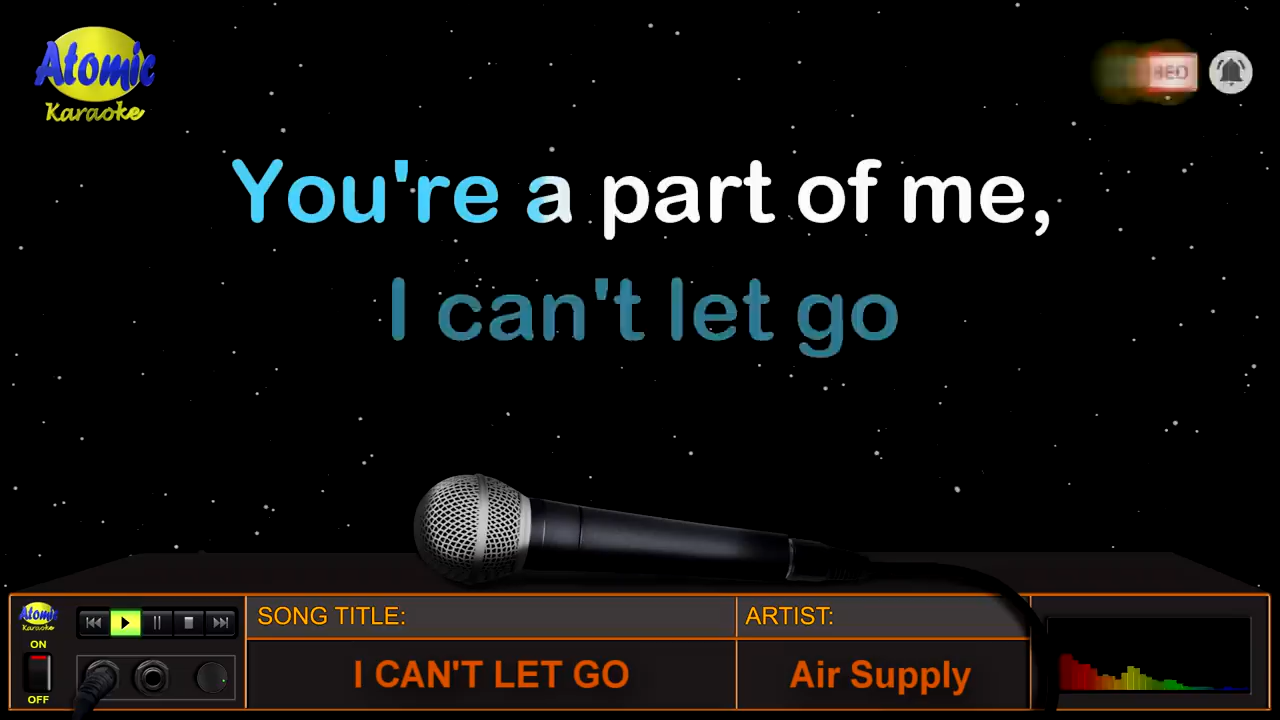 Atomic
Karaoke
You're a part of me,
I can't let go
Atomic
Karaoke
ON
OFF
SONG TITLE:
ARTIST:
I CAN'T LET GO
Air Supply